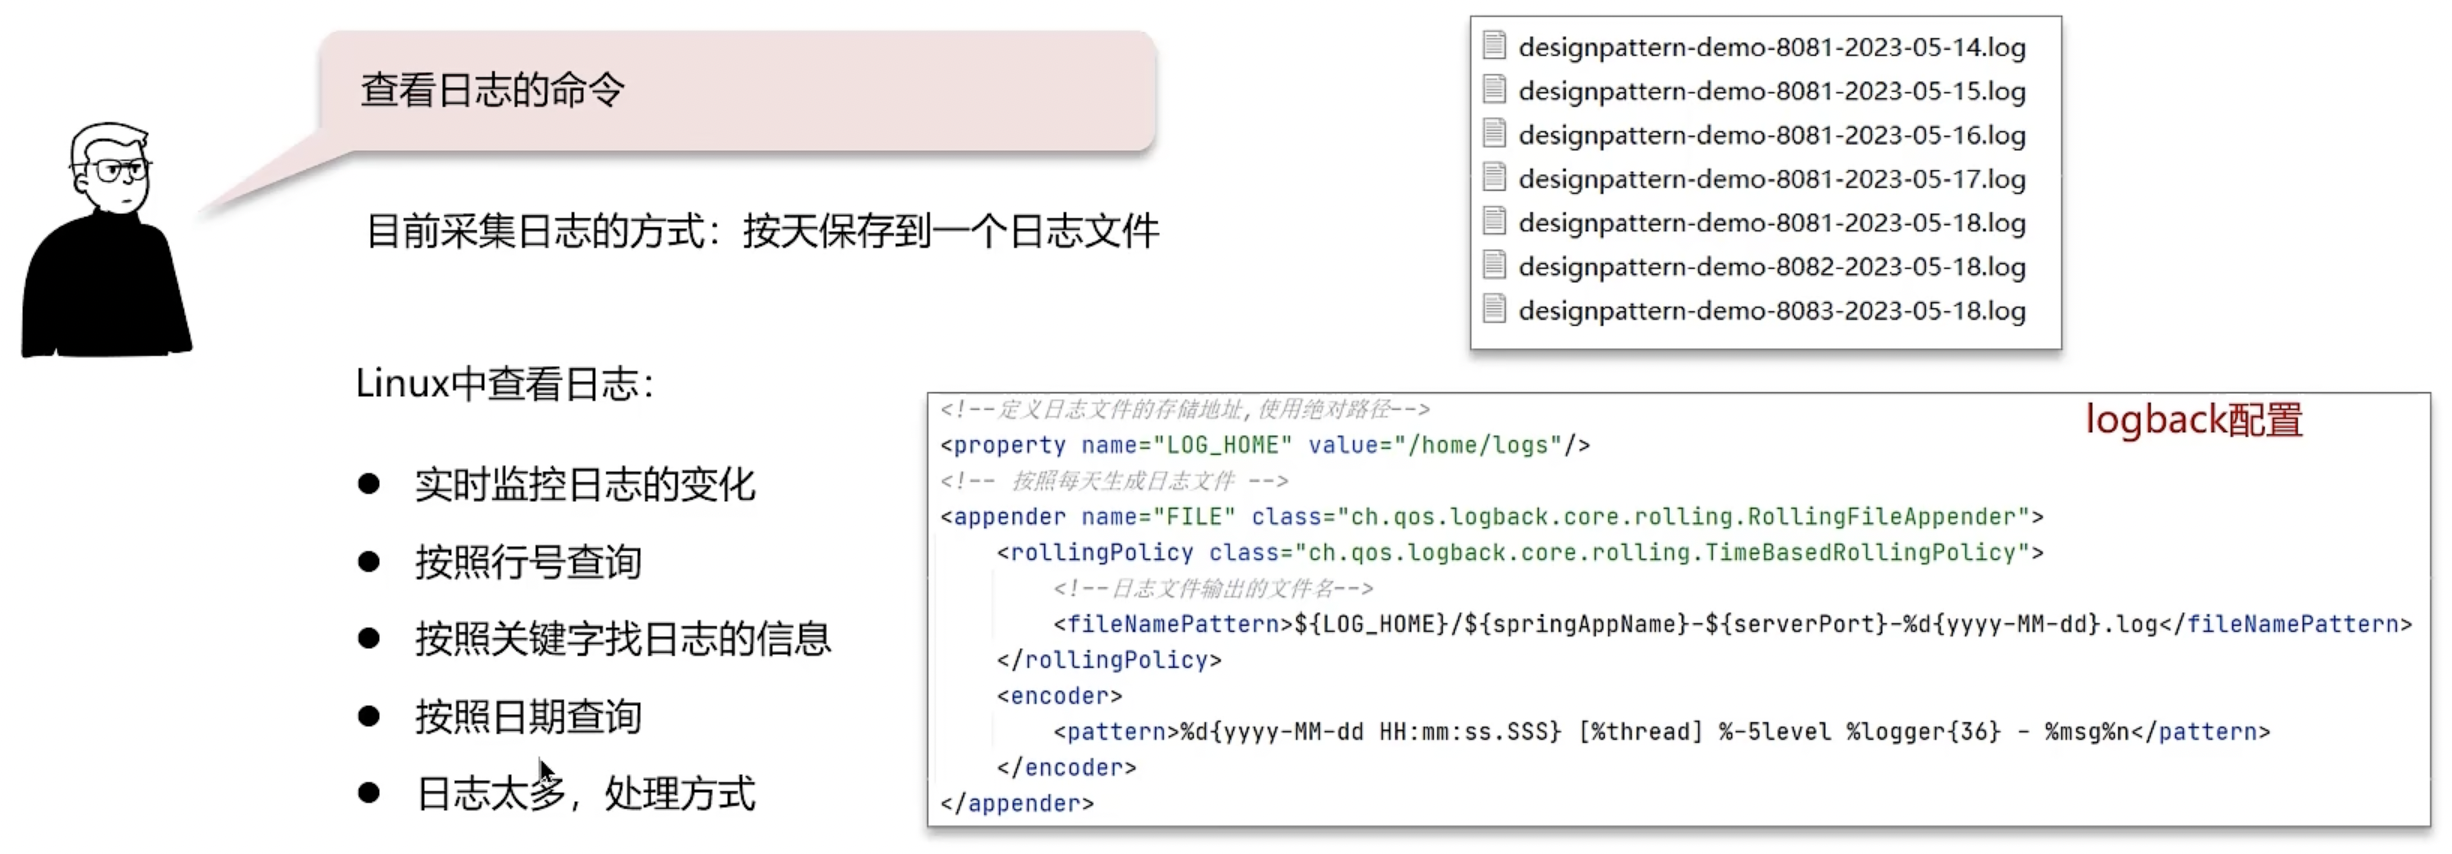 查看日志的命令
目前采集日志的方式：按天保存到一个日志文件
designpattern-demo-8081-2023-05-14.log
designpattern-demo-8081-2023-05-15.log
designpattern-demo-8081-2023-05-16.log
designpattern-demo-8081-2023-05-17.log
designpattern-demo-8081-2023-05-18.log
designpattern-demo-8082-2023-05-18.log
designpattern-demo-8083-2023-05-18.log
Linux中查看日志：
● 实时监控日志的变化
● 按照行号查询
● 按照关键字找日志的信息
● 按照日期查询
● 日志太多，处理方式
logback配置
<!--定义日志文件的存储地址,使用绝对路径-->
<property name="LOG_HOME" value="/home/logs"/>
<!-- 按照每天生成日志文件 -->
<appender name="FILE" class="ch.qos.logback.core.rolling.RollingFileAppender">
<rollingPolicy class="ch.qos.logback.core.rolling.TimeBasedRollingPolicy">
<!--日志文件输出的文件名-->
<fileNamePattern>${LOG_HOME}/${springAppName}-${serverPort}-%d{yyyy-MM-dd}.log</fileNamePattern>
</rollingPolicy>
<encoder>
<pattern>%d{yyyy-MM-dd HH:mm:ss.SSS} [%thread] %-5level %logger{36} - %msg%n</pattern>
</encoder>
</appender>